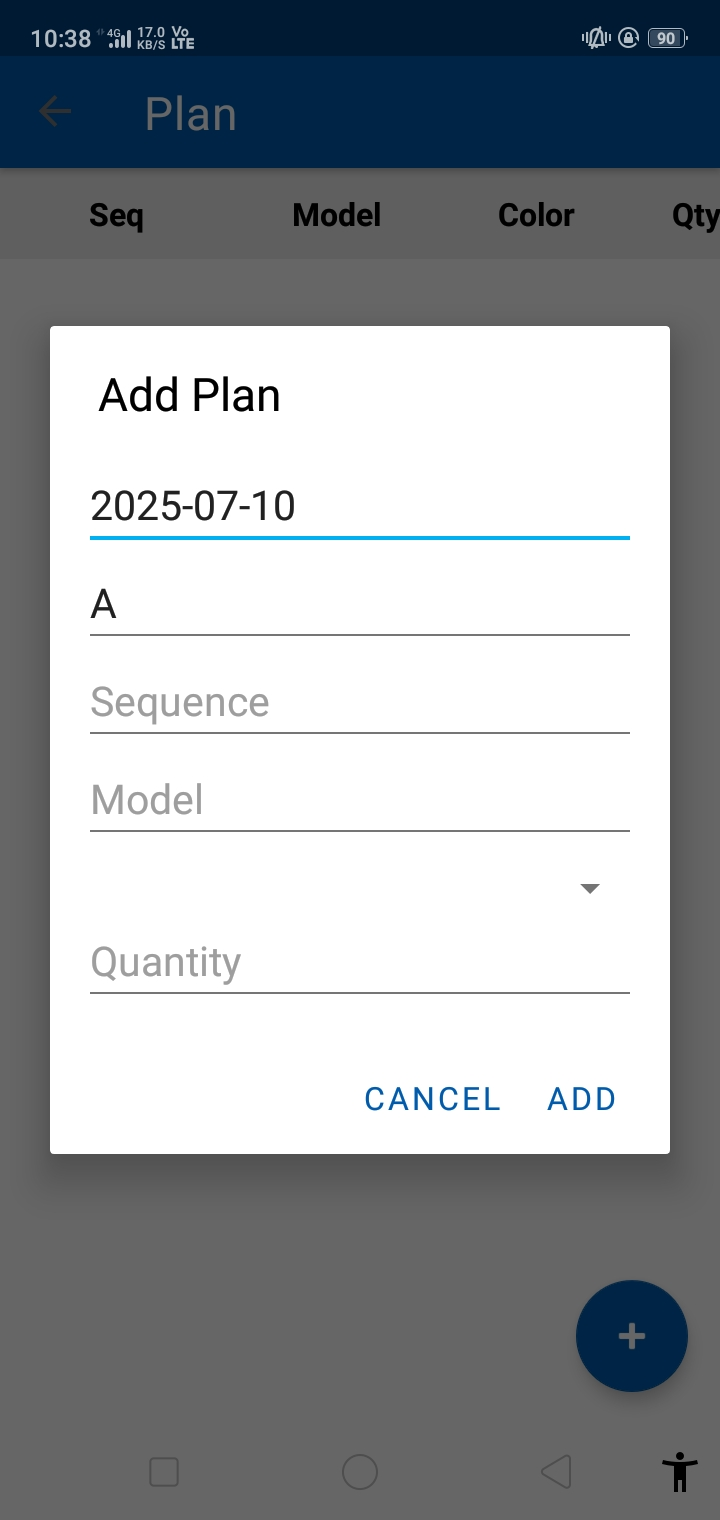 10:38 4G 17.0 KB/S Vo LTE 90
Plan
Seq Model Color Qty
Add Plan
2025-07-10
A
Sequence
Model
Quantity
CANCEL ADD
+